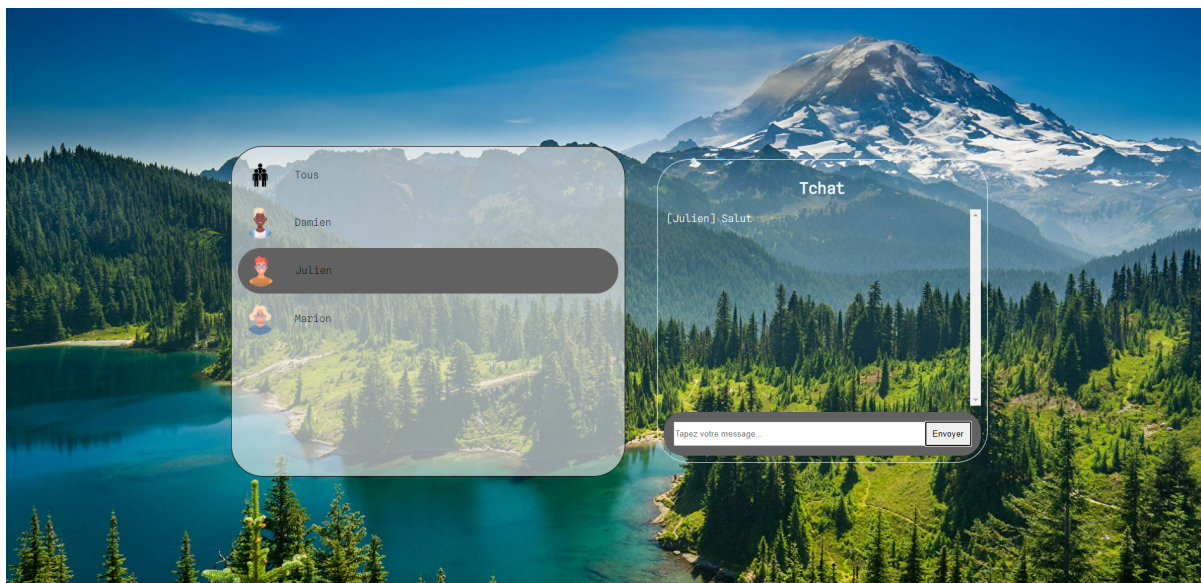 Tous
Damien
Julien
Marion
Tchat
[Julien] Salut
Tapez votre message...
Envoyer